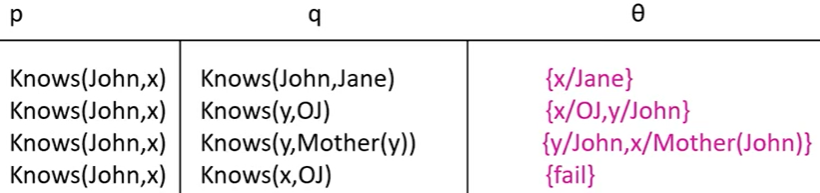 p q θ
Knows(John,x) Knows(John,Jane) {x/Jane}
Knows(John,x) Knows(y,OJ) {x/OJ,y/John}
Knows(John,x) Knows(y,Mother(y)) {y/John,x/Mother(John)}
Knows(John,x) Knows(x,OJ) {fail}